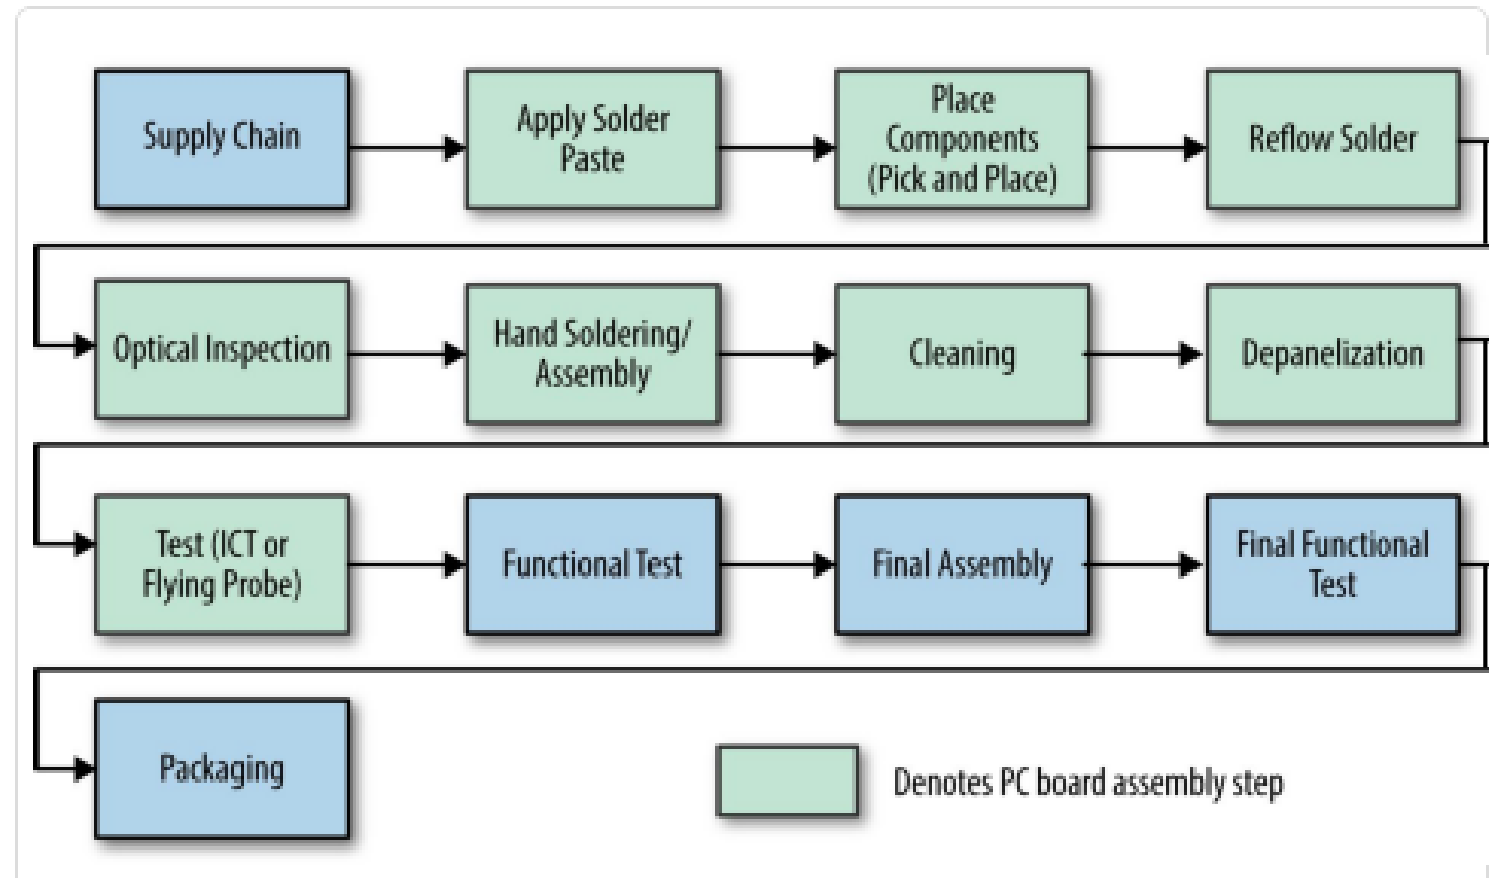 Supply Chain
Apply Solder
Paste
Place
Components
(Pick and Place)
Reflow Solder
Optical Inspection
Hand Soldering/
Assembly
Cleaning
Depanelization
Test (ICT or
Flying Probe)
Functional Test
Final Assembly
Final Functional
Test
Packaging
Denotes PC board assembly step